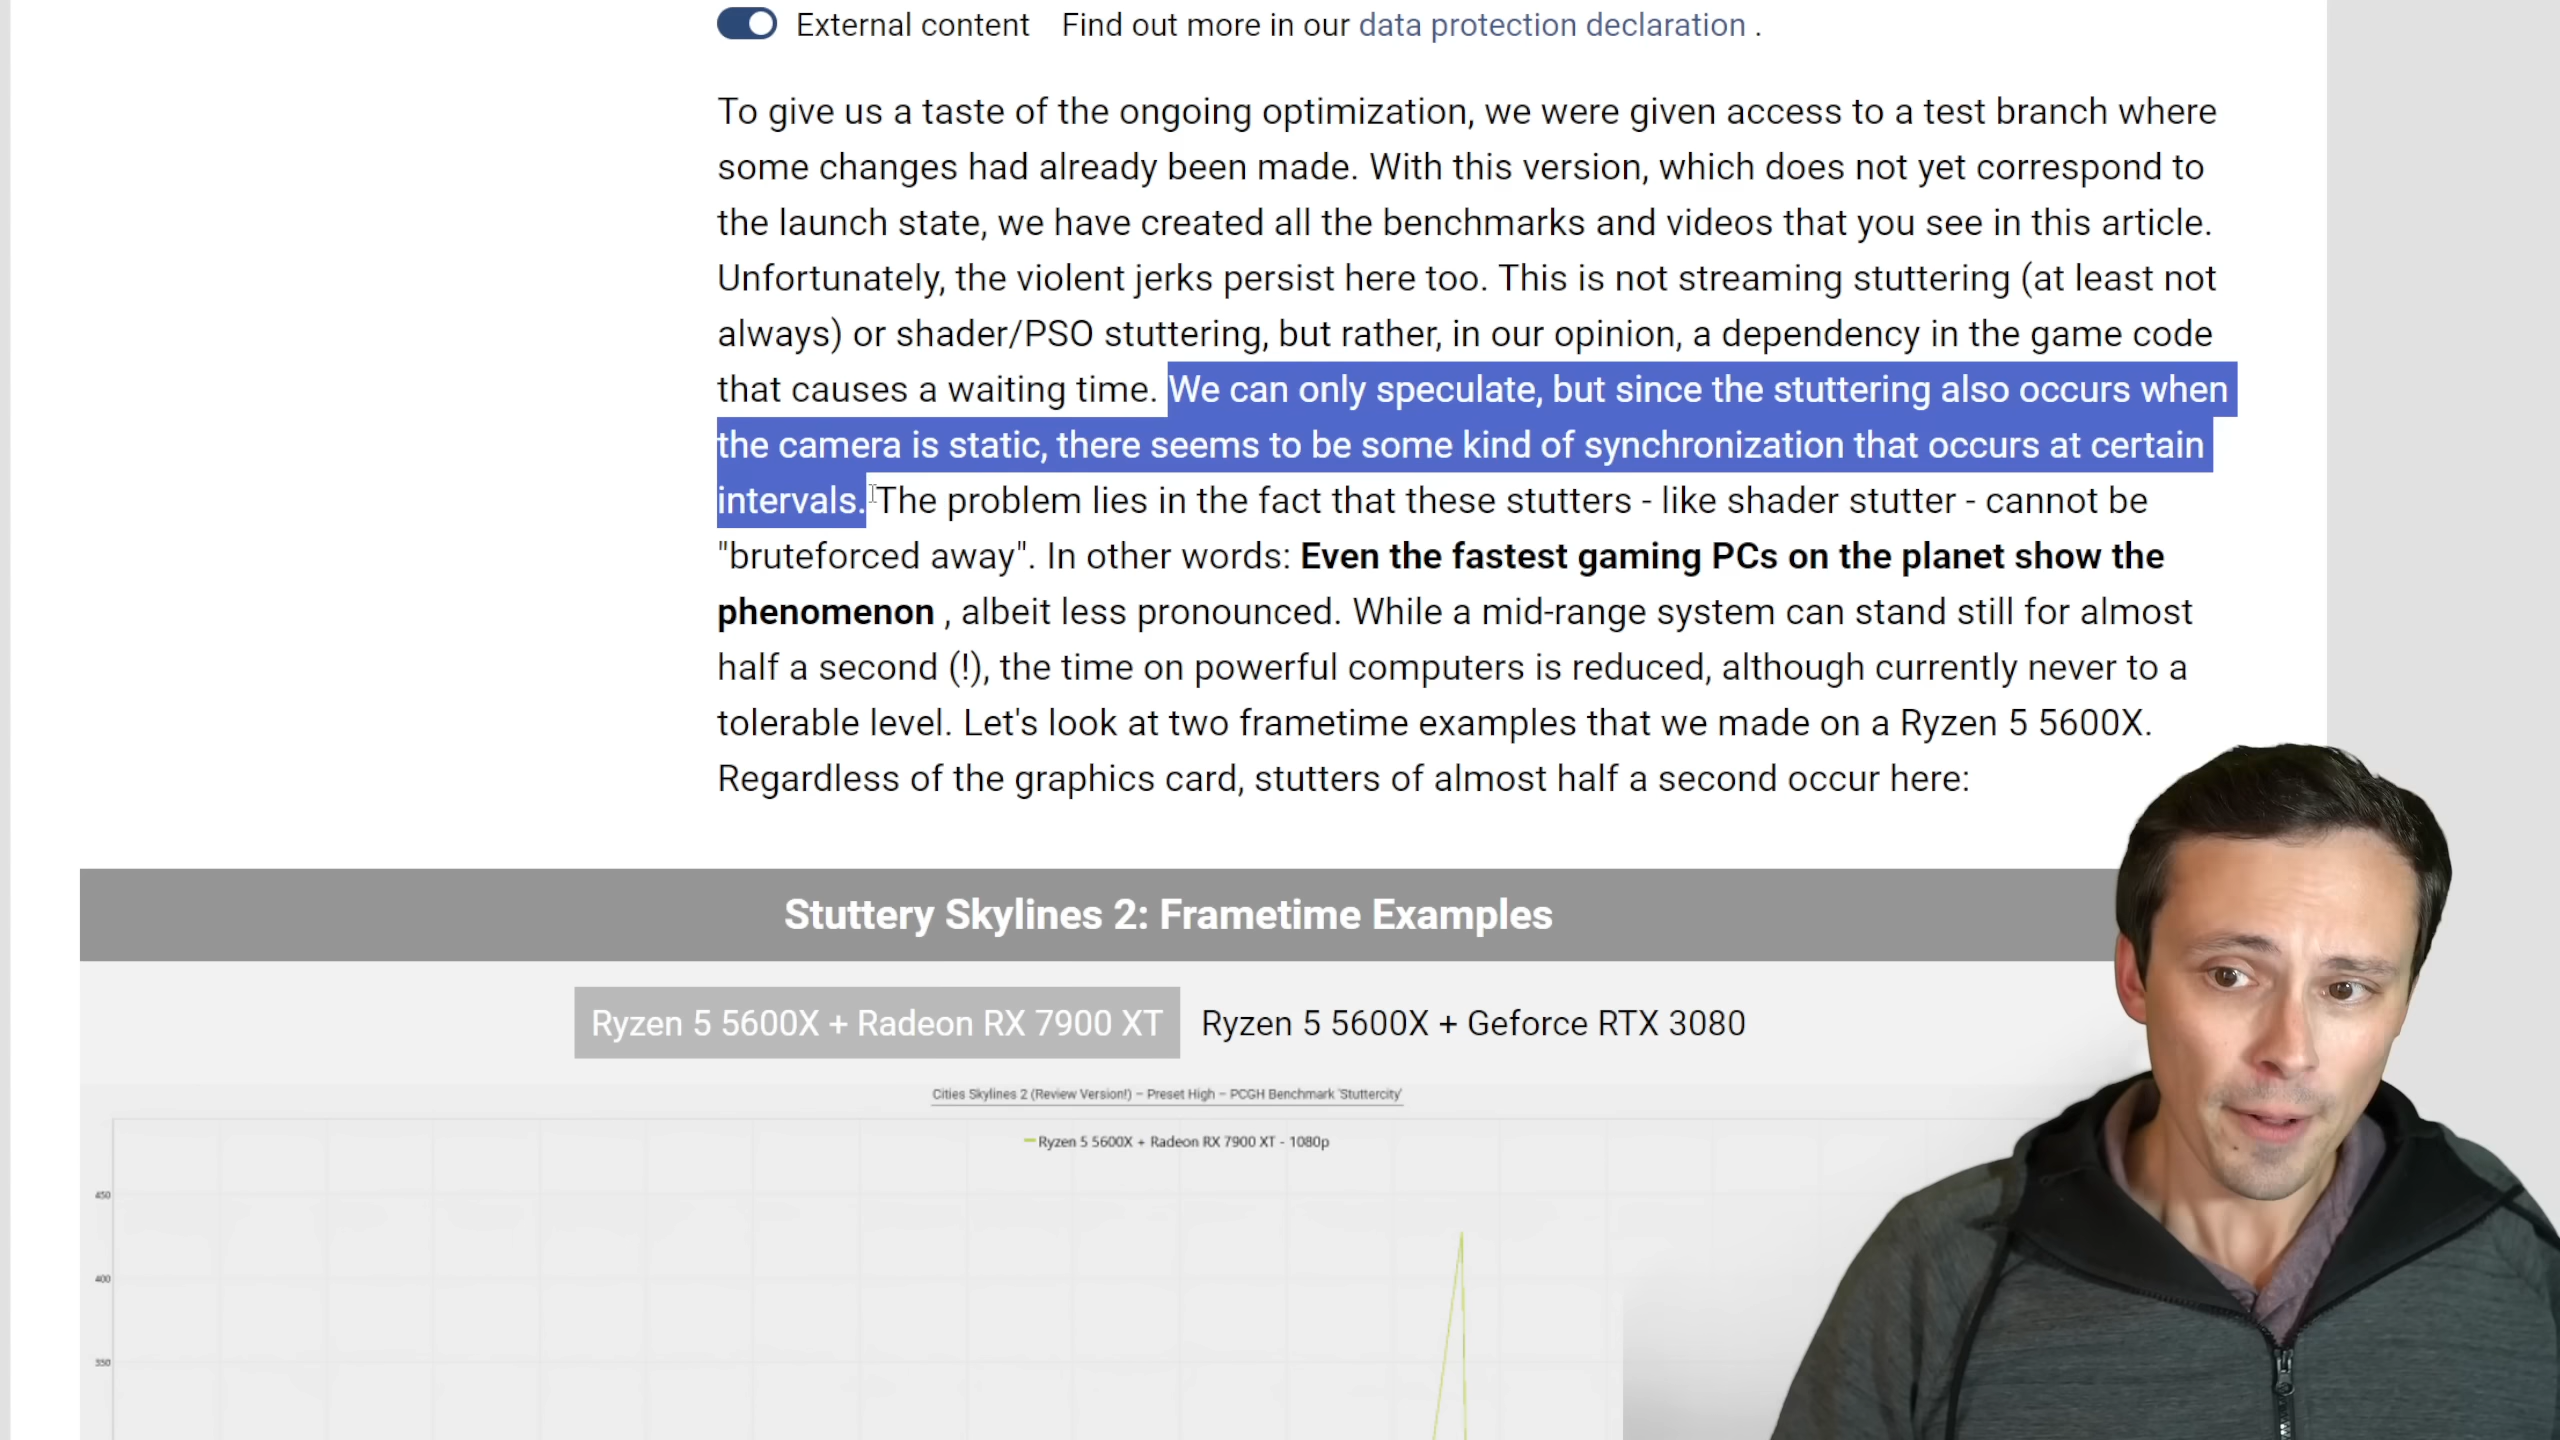 External content Find out more in our data protection declaration .
To give us a taste of the ongoing optimization, we were given access to a test branch where
some changes had already been made. With this version, which does not yet correspond to
the launch state, we have created all the benchmarks and videos that you see in this article.
Unfortunately, the violent jerks persist here too. This is not streaming stuttering (at least not
always) or shader/PSO stuttering, but rather, in our opinion, a dependency in the game code
that causes a waiting time. We can only speculate, but since the stuttering also occurs when
the camera is static, there seems to be some kind of synchronization that occurs at certain
intervals. The problem lies in the fact that these stutters - like shader stutter - cannot be
"bruteforced away". In other words: Even the fastest gaming PCs on the planet show the
phenomenon , albeit less pronounced. While a mid-range system can stand still for almost
half a second (!), the time on powerful computers is reduced, although currently never to a
tolerable level. Let's look at two frametime examples that we made on a Ryzen 5 5600X.
Regardless of the graphics card, stutters of almost half a second occur here:
Stuttery Skylines 2: Frametime Examples
Ryzen 5 5600X + Radeon RX 7900 XT Ryzen 5 5600X + Geforce RTX 3080
Cities Skylines 2 (Review Version!) – Preset High – PCGH Benchmark 'Stuttercity'
Ryzen 5 5600X + Radeon RX 7900 XT - 1080p
450
400
350